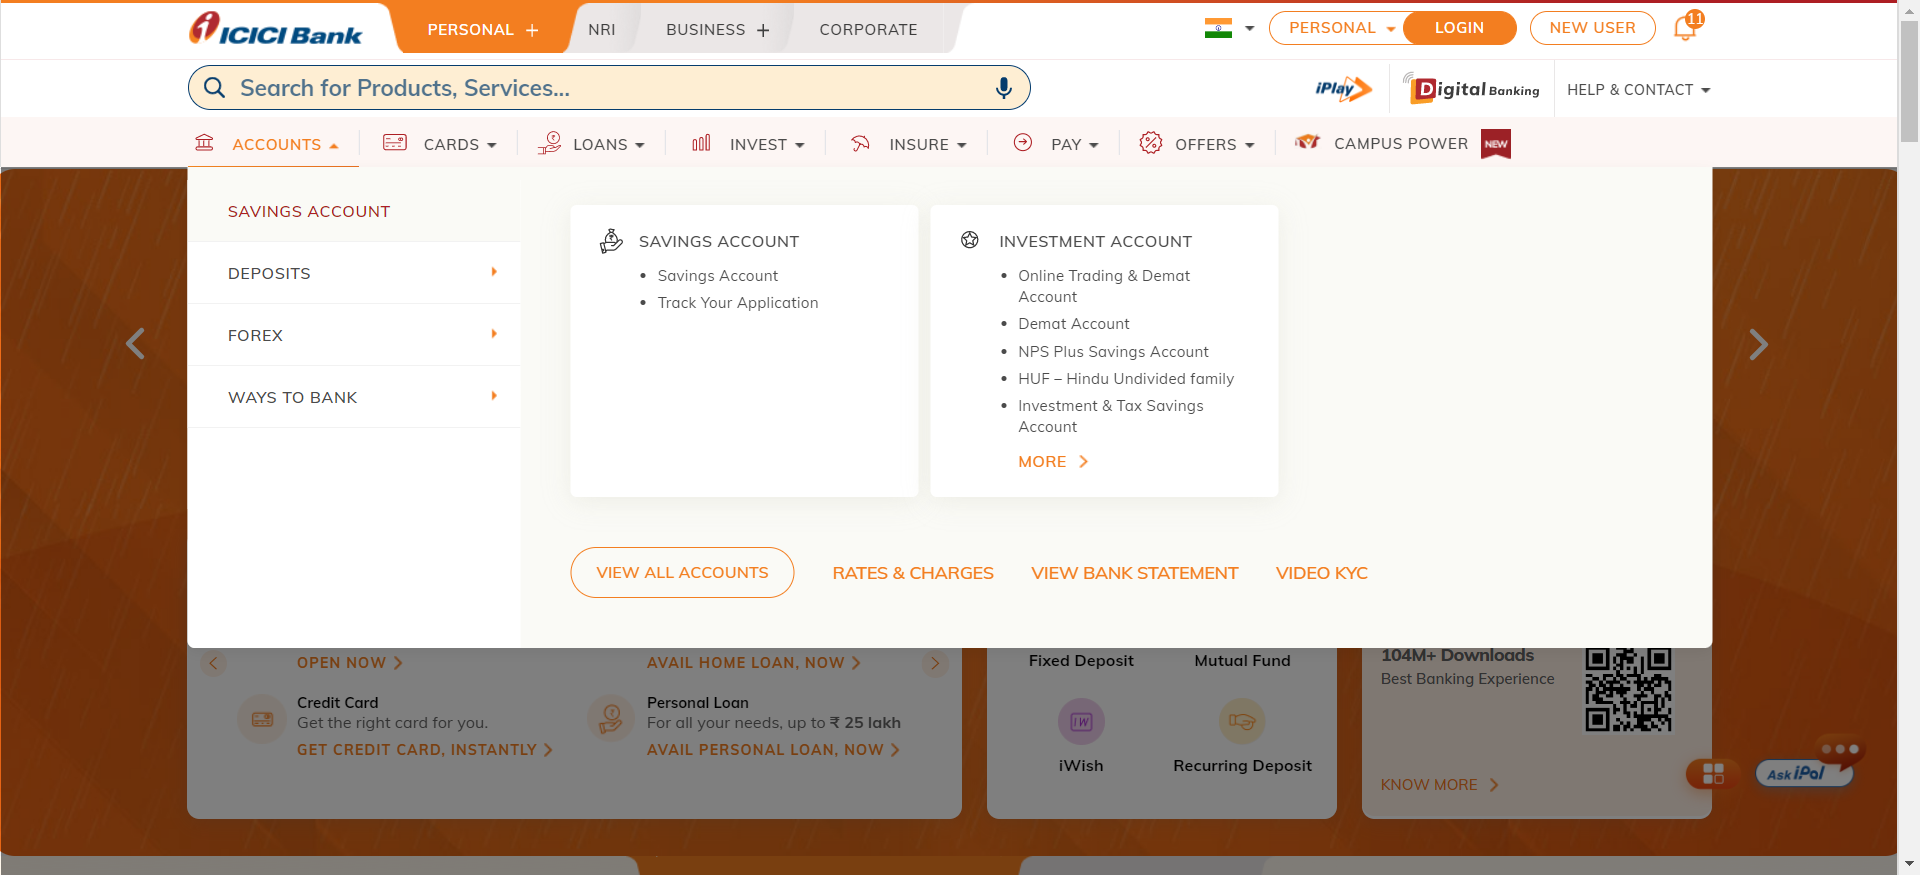 ICICI Bank
PERSONAL +
NRI
BUSINESS +
CORPORATE
PERSONAL
LOGIN
NEW USER
11
Search for Products, Services...
iPlay
Digital Banking
HELP & CONTACT
ACCOUNTS
CARDS
LOANS
INVEST
INSURE
PAY
OFFERS
CAMPUS POWER
NEW
SAVINGS ACCOUNT
DEPOSITS
FOREX
WAYS TO BANK
SAVINGS ACCOUNT
• Savings Account
• Track Your Application
INVESTMENT ACCOUNT
• Online Trading & Demat
Account
• Demat Account
• NPS Plus Savings Account
• HUF – Hindu Undivided family
• Investment & Tax Savings
Account
MORE
VIEW ALL ACCOUNTS
RATES & CHARGES
VIEW BANK STATEMENT
VIDEO KYC
OPEN NOW
AVAIL HOME LOAN, NOW
Credit Card
Get the right card for you.
GET CREDIT CARD, INSTANTLY
Personal Loan
For all your needs, up to ₹ 25 lakh
AVAIL PERSONAL LOAN, NOW
Fixed Deposit
Mutual Fund
iWish
Recurring Deposit
104M+ Downloads
Best Banking Experience
KNOW MORE
Ask iPal